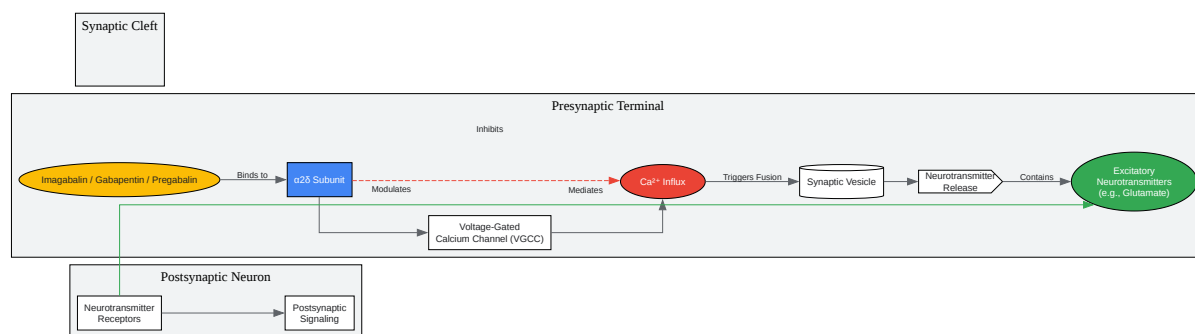 Synaptic Cleft
Presynaptic Terminal
Inhibits
Imagabalin / Gabapentin / Pregabalin
Binds to
α2δ Subunit
Modulates
Mediates
Ca²⁺ Influx
Triggers Fusion
Synaptic Vesicle
Neurotransmitter
Release
Contains
Excitatory
Neurotransmitters
(e.g., Glutamate)
Voltage-Gated
Calcium Channel (VGCC)
Postsynaptic Neuron
Neurotransmitter
Receptors
Postsynaptic
Signaling